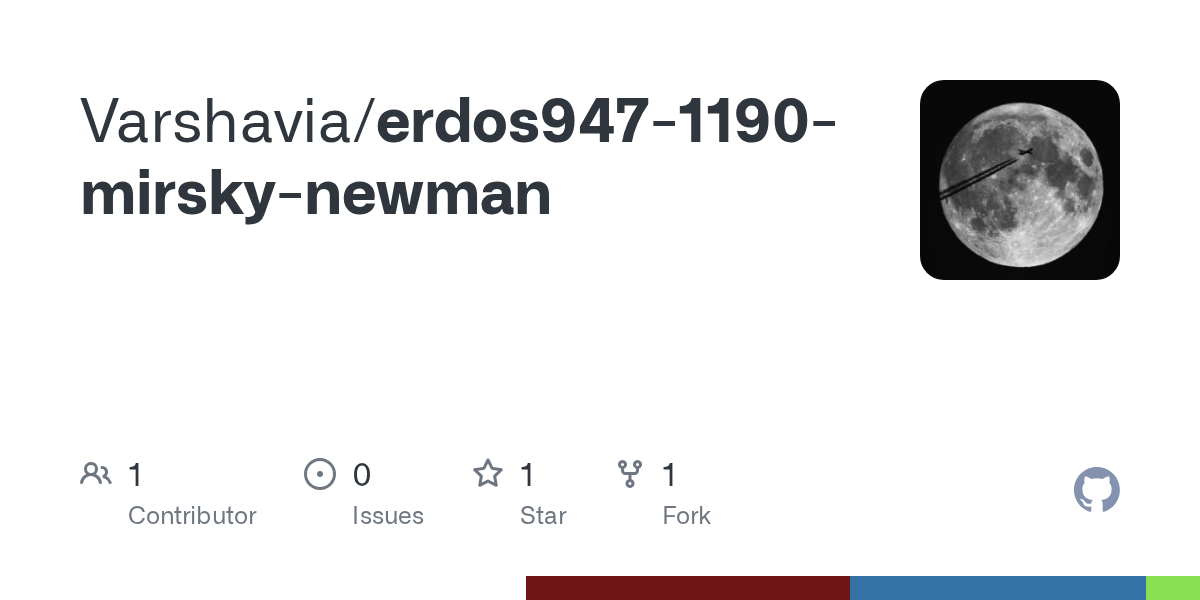 Varshavia/erdos947-1190-
mirsky-newman
1 0 1 1
Contributor Issues Star Fork